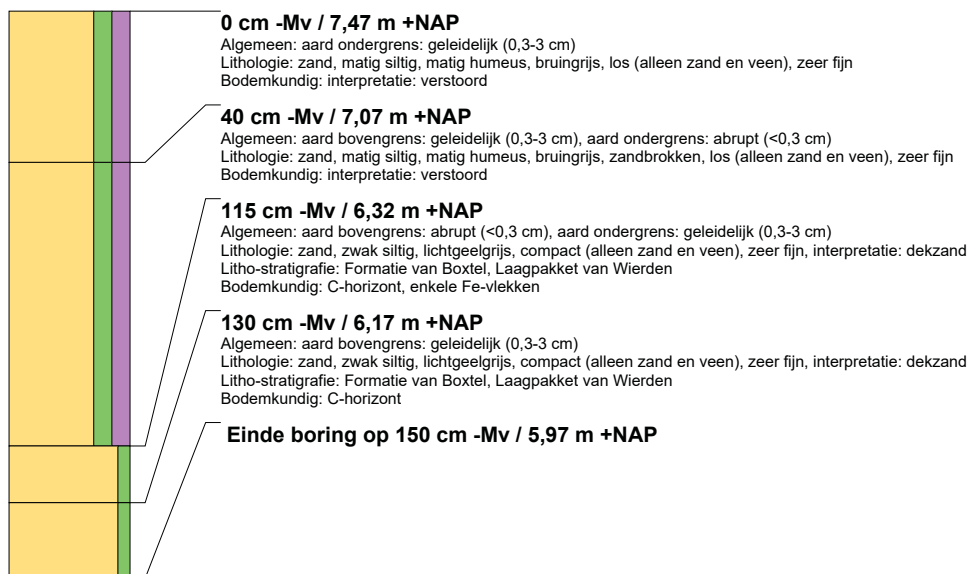 0 cm -Mv / 7,47 m +NAP
Algemeen: aard ondergrens: geleidelijk (0,3-3 cm)
Lithologie: zand, matig siltig, matig humeus, bruingrijs, los (alleen zand en veen), zeer fijn
Bodemkundig: interpretatie: verstoord
40 cm -Mv / 7,07 m +NAP
Algemeen: aard bovengrens: geleidelijk (0,3-3 cm), aard ondergrens: abrupt (<0,3 cm)
Lithologie: zand, matig siltig, matig humeus, bruingrijs, zandbrokken, los (alleen zand en veen), zeer fijn
Bodemkundig: interpretatie: verstoord
115 cm -Mv / 6,32 m +NAP
Algemeen: aard bovengrens: abrupt (<0,3 cm), aard ondergrens: geleidelijk (0,3-3 cm)
Lithologie: zand, zwak siltig, lichtgeelgrijs, compact (alleen zand en veen), zeer fijn, interpretatie: dekzand
Litho-stratigrafie: Formatie van Boxtel, Laagpakket van Wierden
Bodemkundig: C-horizont, enkele Fe-vlekken
130 cm -Mv / 6,17 m +NAP
Algemeen: aard bovengrens: geleidelijk (0,3-3 cm)
Lithologie: zand, zwak siltig, lichtgeelgrijs, compact (alleen zand en veen), zeer fijn, interpretatie: dekzand
Litho-stratigrafie: Formatie van Boxtel, Laagpakket van Wierden
Bodemkundig: C-horizont
Einde boring op 150 cm -Mv / 5,97 m +NAP